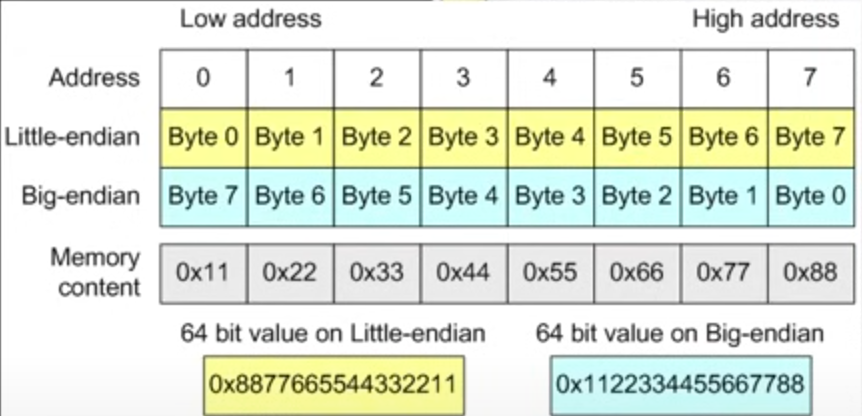 Low address High address
Address 0 1 2 3 4 5 6 7
Little-endian Byte 0 Byte 1 Byte 2 Byte 3 Byte 4 Byte 5 Byte 6 Byte 7
Big-endian Byte 7 Byte 6 Byte 5 Byte 4 Byte 3 Byte 2 Byte 1 Byte 0
Memory
content 0x11 0x22 0x33 0x44 0x55 0x66 0x77 0x88
64 bit value on Little-endian 64 bit value on Big-endian
0x8877665544332211 0x1122334455667788